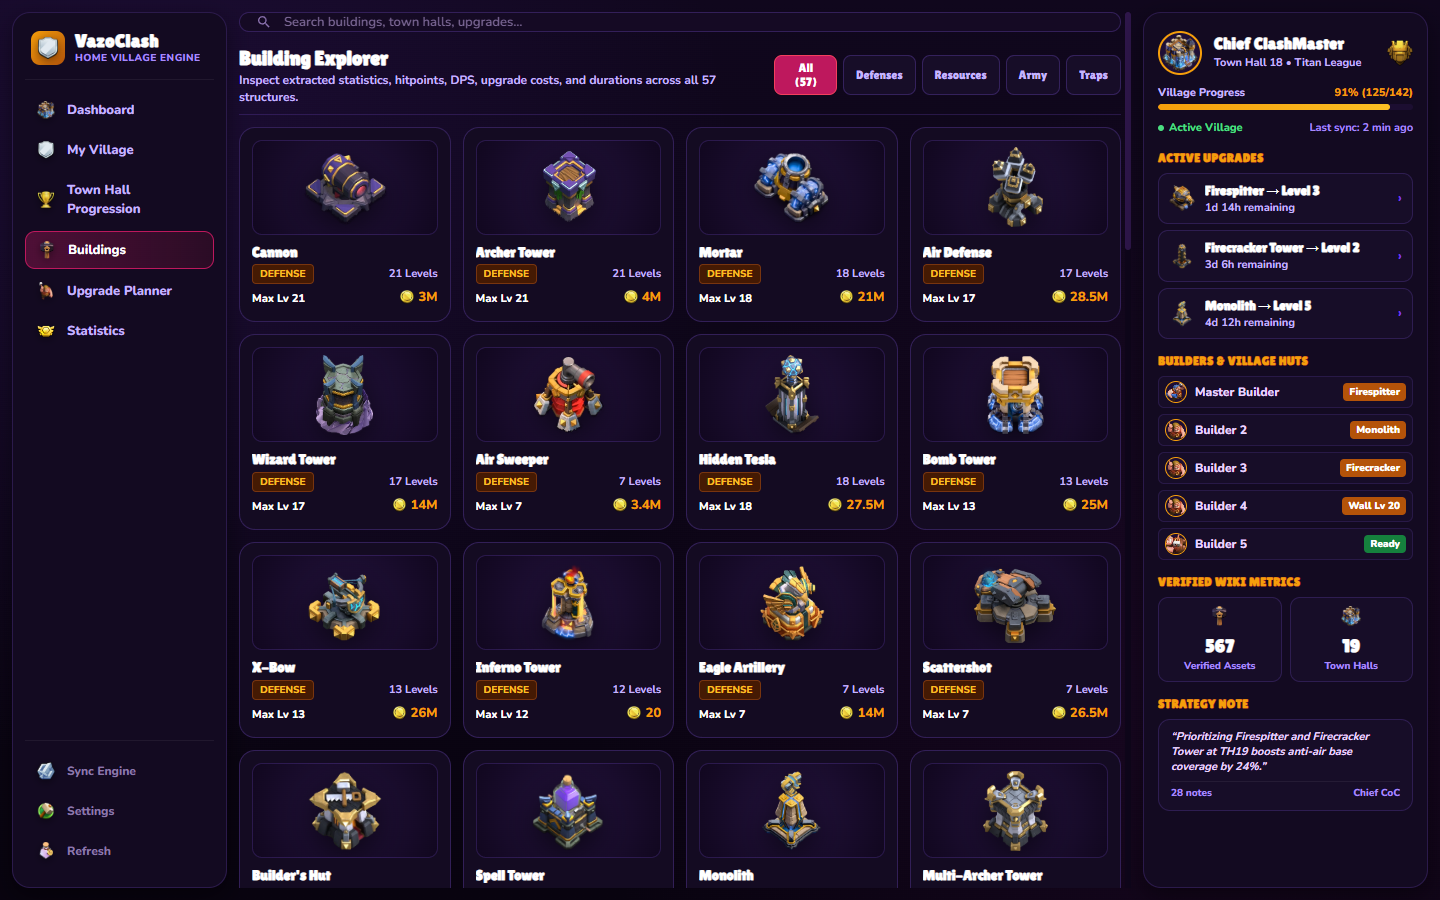 VazoClash
HOME VILLAGE ENGINE
Dashboard
My Village
Town Hall
Progression
Buildings
Upgrade Planner
Statistics
Sync Engine
Settings
Refresh
Search buildings, town halls, upgrades...
Building Explorer
Inspect extracted statistics, hitpoints, DPS, upgrade costs, and durations across all 57
structures.
All
(57)
Defenses
Resources
Army
Traps
Cannon
DEFENSE
21 Levels
Max Lv 21
3M
Archer Tower
DEFENSE
21 Levels
Max Lv 21
4M
Mortar
DEFENSE
18 Levels
Max Lv 18
21M
Air Defense
DEFENSE
17 Levels
Max Lv 17
28.5M
Wizard Tower
DEFENSE
17 Levels
Max Lv 17
14M
Air Sweeper
DEFENSE
7 Levels
Max Lv 7
3.4M
Hidden Tesla
DEFENSE
18 Levels
Max Lv 18
27.5M
Bomb Tower
DEFENSE
13 Levels
Max Lv 13
25M
X-Bow
DEFENSE
13 Levels
Max Lv 13
26M
Inferno Tower
DEFENSE
12 Levels
Max Lv 12
20
Eagle Artillery
DEFENSE
7 Levels
Max Lv 7
14M
Scattershot
DEFENSE
7 Levels
Max Lv 7
26.5M
Builder's Hut
Spell Tower
Monolith
Multi-Archer Tower
Chief ClashMaster
Town Hall 18 • Titan League
Village Progress
91% (125/142)
Active Village
Last sync: 2 min ago
ACTIVE UPGRADES
Firespitter → Level 3
1d 14h remaining
›
Firecracker Tower → Level 2
3d 6h remaining
›
Monolith → Level 5
4d 12h remaining
›
BUILDERS & VILLAGE HUTS
Master Builder
Firespitter
Builder 2
Monolith
Builder 3
Firecracker
Builder 4
Wall Lv 20
Builder 5
Ready
VERIFIED WIKI METRICS
567
Verified Assets
19
Town Halls
STRATEGY NOTE
"Prioritizing Firespitter and Firecracker
Tower at TH19 boosts anti-air base
coverage by 24%."
28 notes
Chief CoC